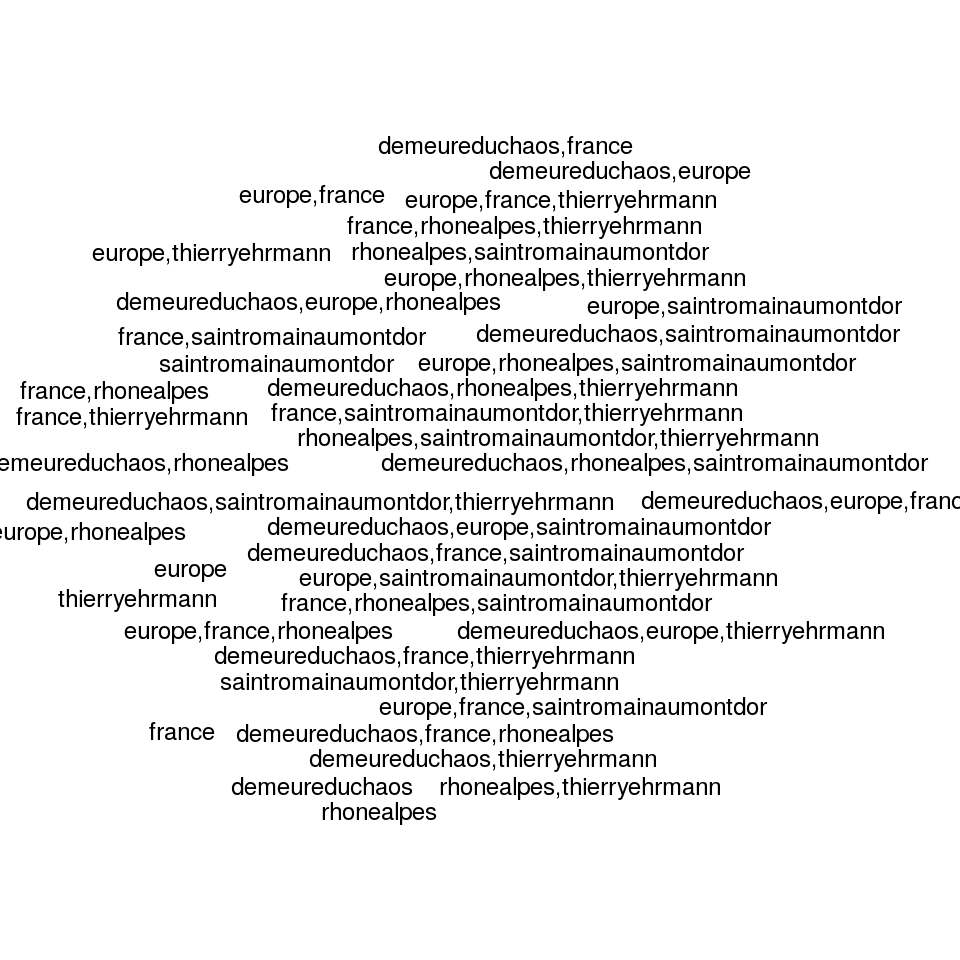 demeureduchaos,france
demeureduchaos,europe
europe,france europe,france,thierryehrmann
france,rhonealpes,thierryehrmann
europe,thierryehrmann rhonealpes,saintromainaumontdor
europe,rhonealpes,thierryehrmann
demeureduchaos,europe,rhonealpes europe,saintromainaumontdor
france,saintromainaumontdor demeureduchaos,saintromainaumontdor
saintromainaumontdor europe,rhonealpes,saintromainaumontdor
france,rhonealpes demeureduchaos,rhonealpes,thierryehrmann
france,thierryehrmann france,saintromainaumontdor,thierryehrmann
rhonealpes,saintromainaumontdor,thierryehrmann
emeureduchaos,rhonealpes demeureduchaos,rhonealpes,saintromainaumontdor
demeureduchaos,saintromainaumontdor,thierryehrmann demeureduchaos,europe,franc
europe,rhonealpes demeureduchaos,europe,saintromainaumontdor
demeureduchaos,france,saintromainaumontdor
europe europe,saintromainaumontdor,thierryehrmann
thierryehrmann france,rhonealpes,saintromainaumontdor
europe,france,rhonealpes demeureduchaos,europe,thierryehrmann
demeureduchaos,france,thierryehrmann
saintromainaumontdor,thierryehrmann
europe,france,saintromainaumontdor
france demeureduchaos,france,rhonealpes
demeureduchaos,thierryehrmann
demeureduchaos rhonealpes,thierryehrmann
rhonealpes